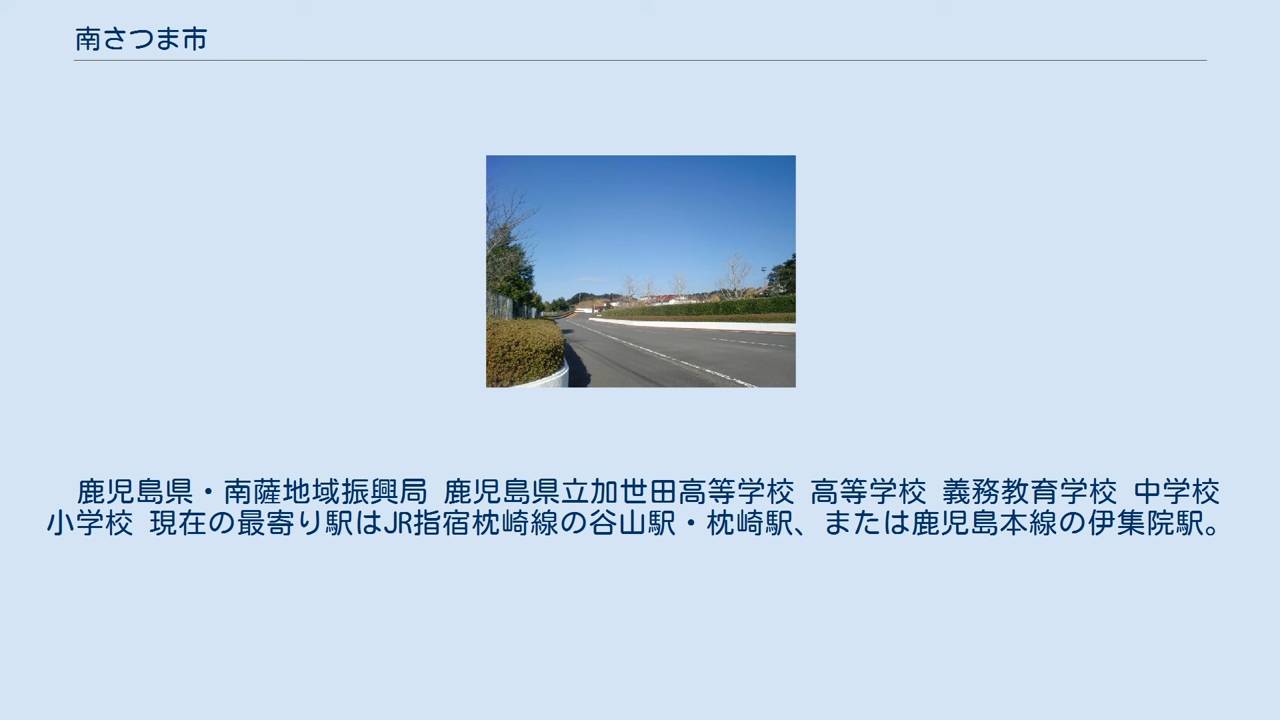 南さつま市
鹿児島県・南薩地域振興局 鹿児島県立加世田高等学校 高等学校 義務教育学校 中学校
小学校 現在の最寄り駅はJR指宿枕崎線の谷山駅・枕崎駅、または鹿児島本線の伊集院駅。